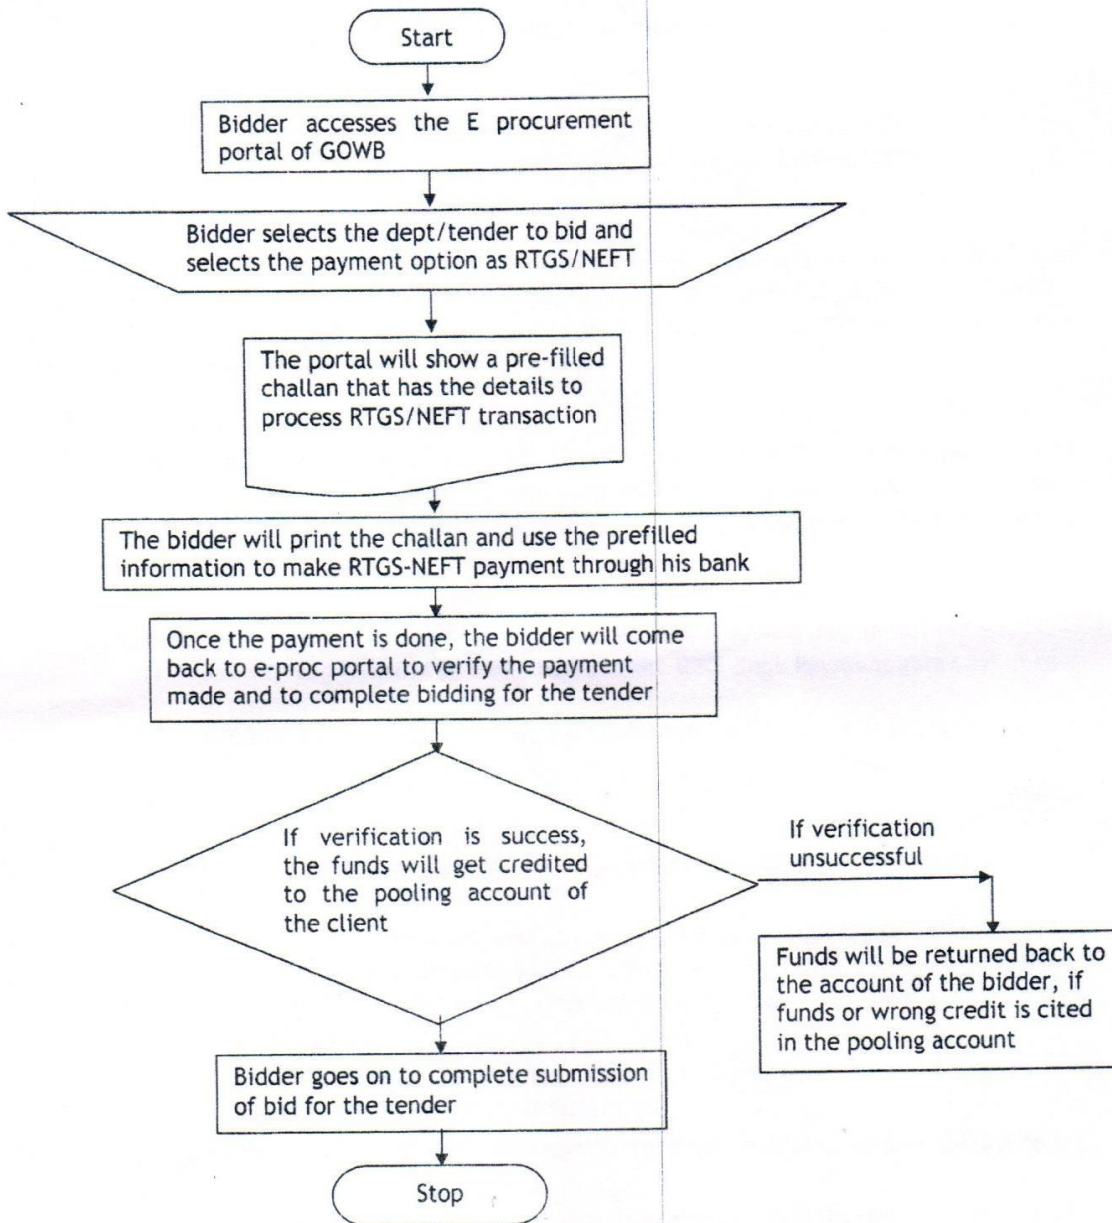 Start
Bidder accesses the E procurement
portal of GOWB
Bidder selects the dept/tender to bid and
selects the payment option as RTGS/NEFT
The portal will show a pre-filled
challan that has the details to
process RTGS/NEFT transaction
The bidder will print the challan and use the prefilled
information to make RTGS-NEFT payment through his bank
Once the payment is done, the bidder will come
back to e-proc portal to verify the payment
made and to complete bidding for the tender
If verification is success,
the funds will get credited
to the pooling account of
the client
If verification
unsuccessful
Funds will be returned back to
the account of the bidder, if
funds or wrong credit is cited
in the pooling account
Bidder goes on to complete submission
of bid for the tender
Stop